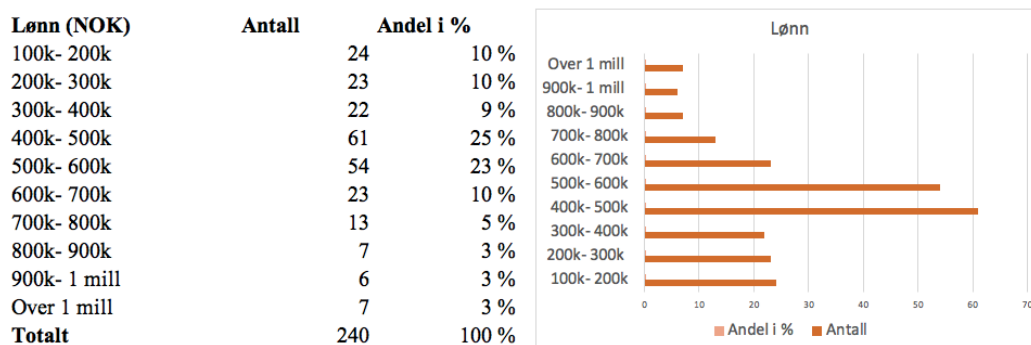 Lønn (NOK) Antall Andel i %
100k- 200k 24 10 %
200k- 300k 23 10 %
300k- 400k 22 9 %
400k- 500k 61 25 %
500k- 600k 54 23 %
600k- 700k 23 10 %
700k- 800k 13 5 %
800k- 900k 7 3 %
900k- 1 mill 6 3 %
Over 1 mill 7 3 %
Totalt 240 100 %
Lønn
Over 1 mill
900k- 1 mill
800k- 900k
700k- 800k
600k- 700k
500k- 600k
400k- 500k
300k- 400k
200k- 300k
100k- 200k
0 10 20 30 40 50 60 70
Andel i % Antall